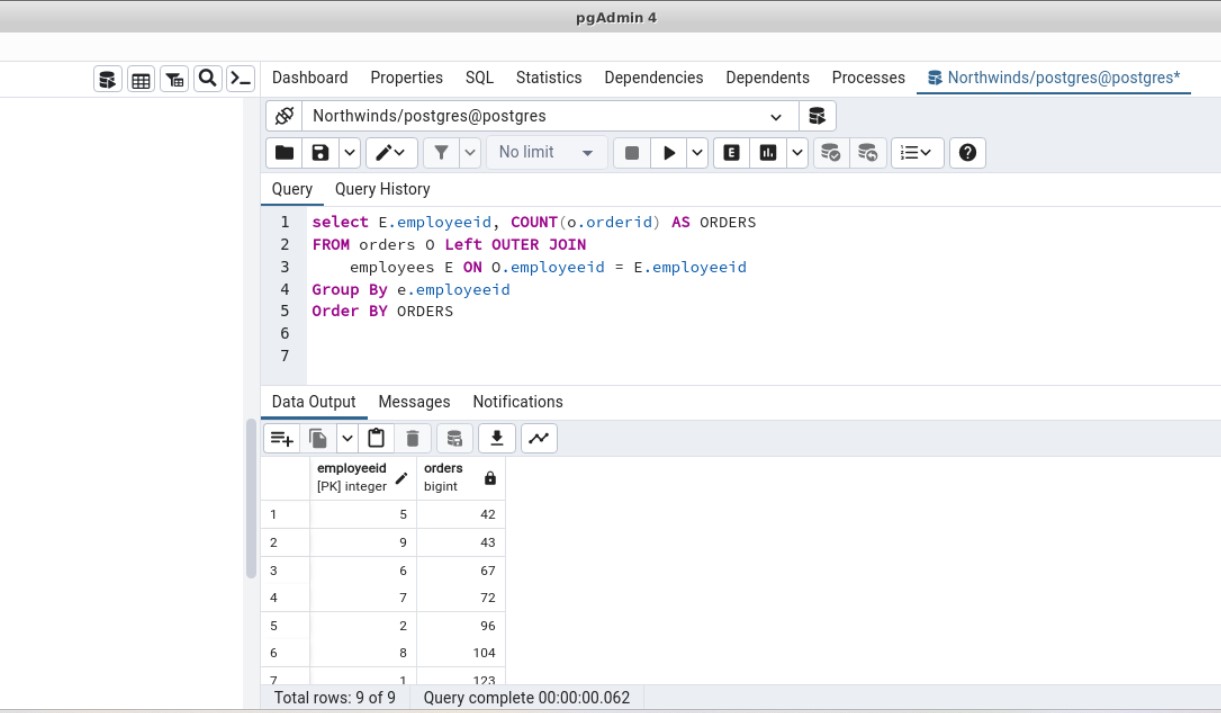 pgAdmin 4
Dashboard Properties SQL Statistics Dependencies Dependents Processes Northwinds/postgres@postgres*
Northwinds/postgres@postgres
No limit E
Query Query History
1 select E.employeeid, COUNT(o.orderid) AS ORDERS
2 FROM orders O Left OUTER JOIN
3 employees E ON O.employeeid = E.employeeid
4 Group By e.employeeid
5 Order BY ORDERS
6
7
Data Output Messages Notifications
employeeid orders
[PK] integer bigint
1 5 42
2 9 43
3 6 67
4 7 72
5 2 96
6 8 104
7 1 123
Total rows: 9 of 9 Query complete 00:00:00.062